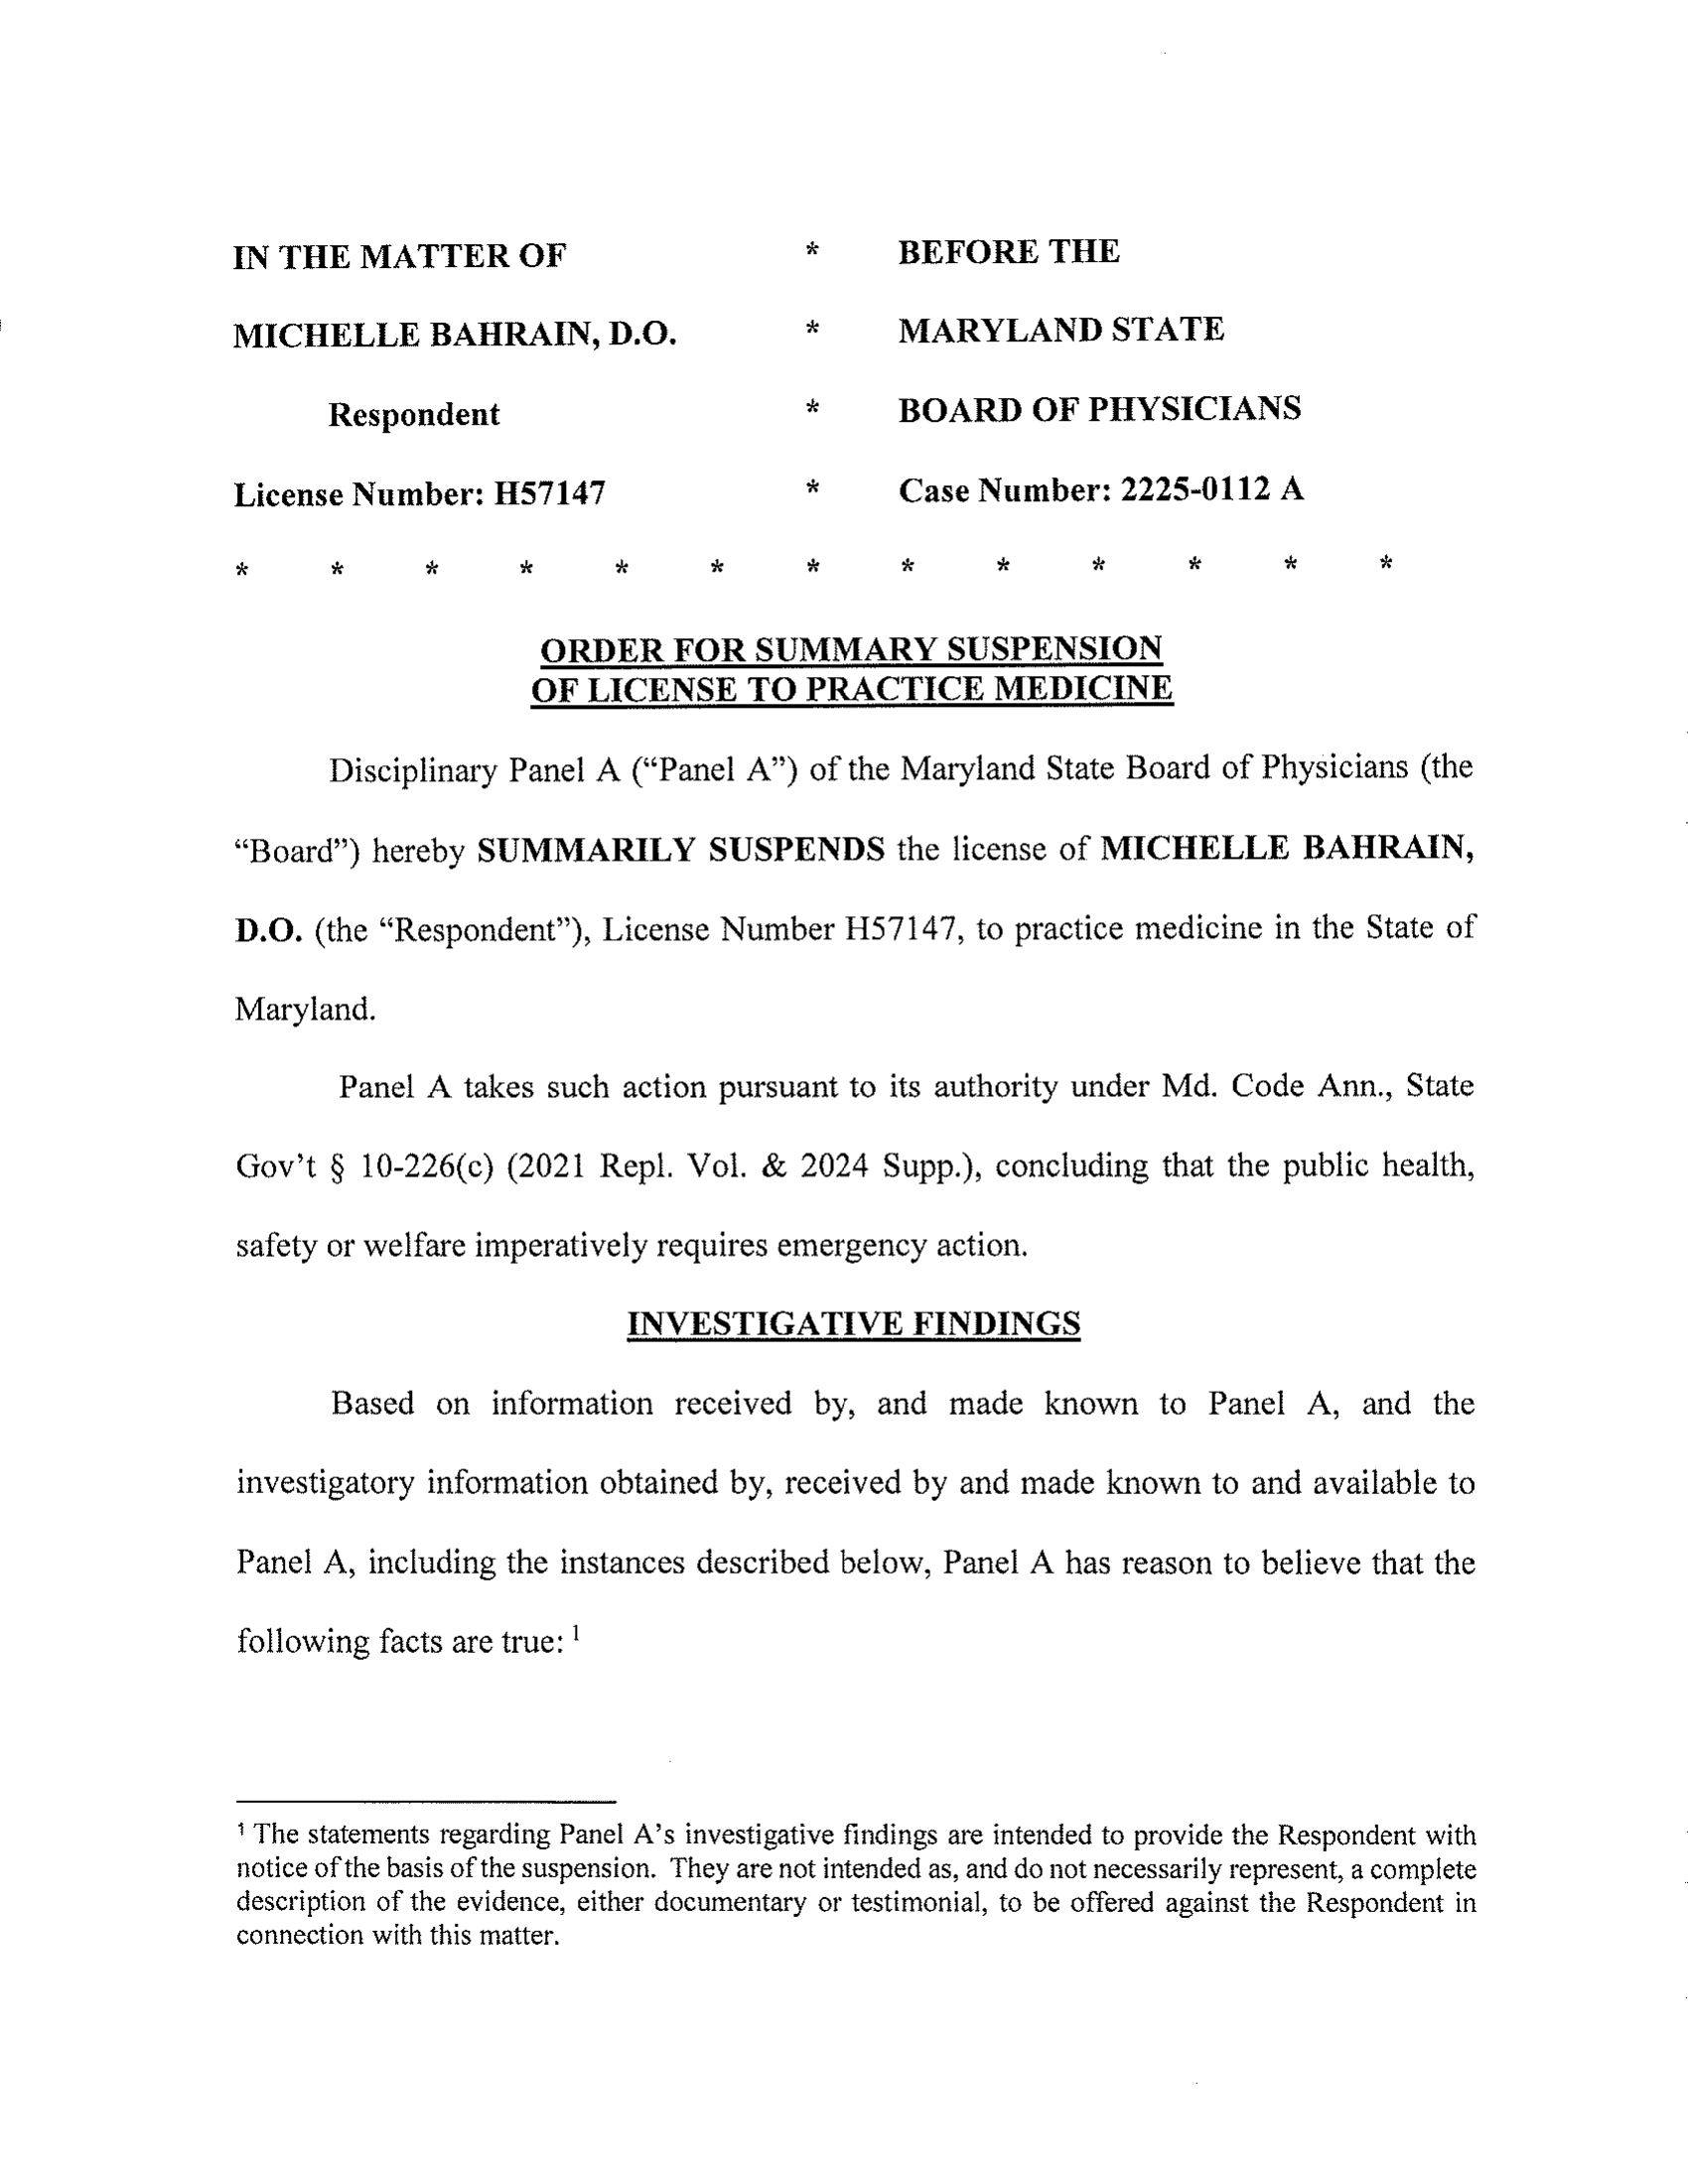 IN THE MATTER OF * BEFORE THE
MICHELLE BAHRAIN, D.O. * MARYLAND STATE
Respondent * BOARD OF PHYSICIANS
License Number: H57147 * Case Number: 2225-0112 A
* * * * * * * * * * * * *
ORDER FOR SUMMARY SUSPENSION
OF LICENSE TO PRACTICE MEDICINE
Disciplinary Panel A (“Panel A”) of the Maryland State Board of Physicians (the
“Board”) hereby SUMMARILY SUSPENDS the license of MICHELLE BAHRAIN,
D.O. (the “Respondent”), License Number H57147, to practice medicine in the State of
Maryland.
Panel A takes such action pursuant to its authority under Md. Code Ann., State
Gov’t § 10-226(c) (2021 Repl. Vol. & 2024 Supp.), concluding that the public health,
safety or welfare imperatively requires emergency action.
INVESTIGATIVE FINDINGS
Based on information received by, and made known to Panel A, and the
investigatory information obtained by, received by and made known to and available to
Panel A, including the instances described below, Panel A has reason to believe that the
following facts are true: ¹
¹ The statements regarding Panel A’s investigative findings are intended to provide the Respondent with
notice of the basis of the suspension. They are not intended as, and do not necessarily represent, a complete
description of the evidence, either documentary or testimonial, to be offered against the Respondent in
connection with this matter.